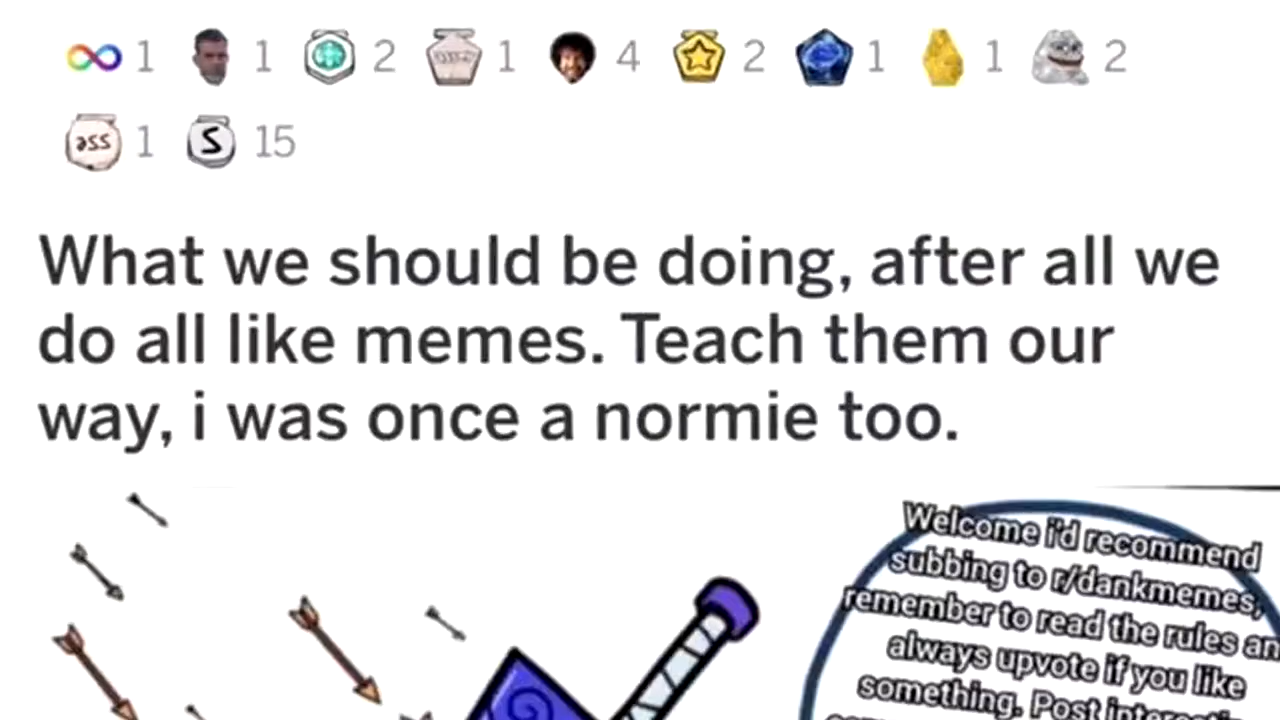 1 1 2 1 4 2 1 1 2
ass 1 S 15
What we should be doing, after all we
do all like memes. Teach them our
way, i was once a normie too.
Welcome i'd recommend
subbing to r/dankmemes,
remember to read the rules an
always upvote if you like
something. Post